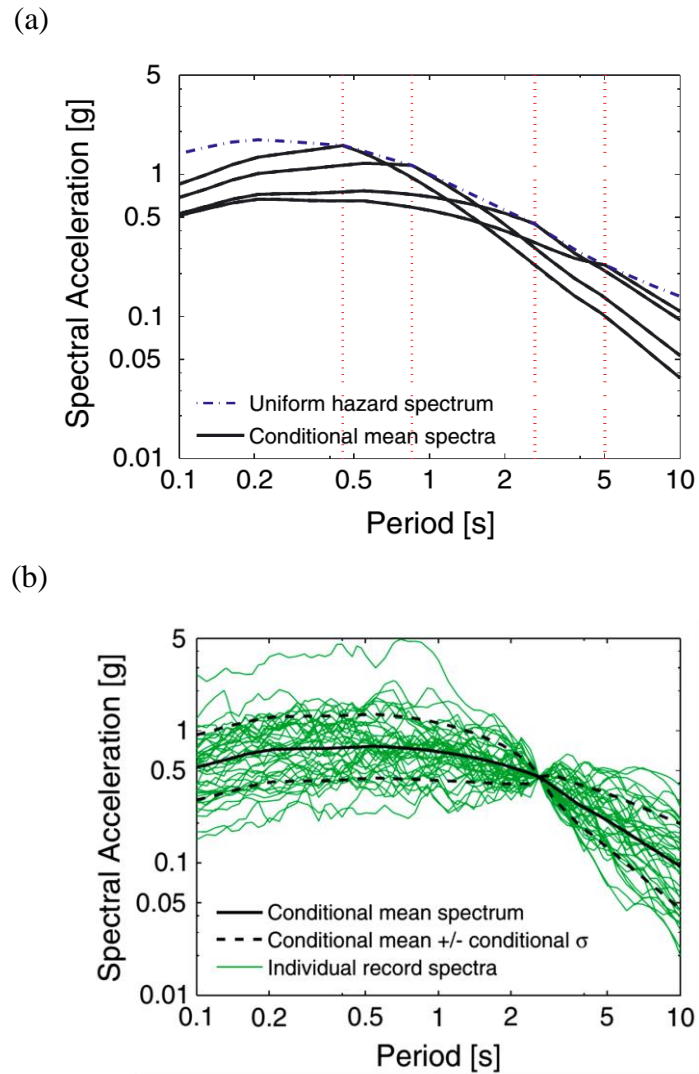 (a)
Spectral Acceleration [g]
5
1
0.5
0.1
0.05
0.01
Uniform hazard spectrum
Conditional mean spectra
0.1 0.2 0.5 1 2 5 10
Period [s]
(b)
Spectral Acceleration [g]
5
1
0.5
0.1
0.05
0.01
Conditional mean spectrum
Conditional mean +/- conditional σ
Individual record spectra
0.1 0.2 0.5 1 2 5 10
Period [s]